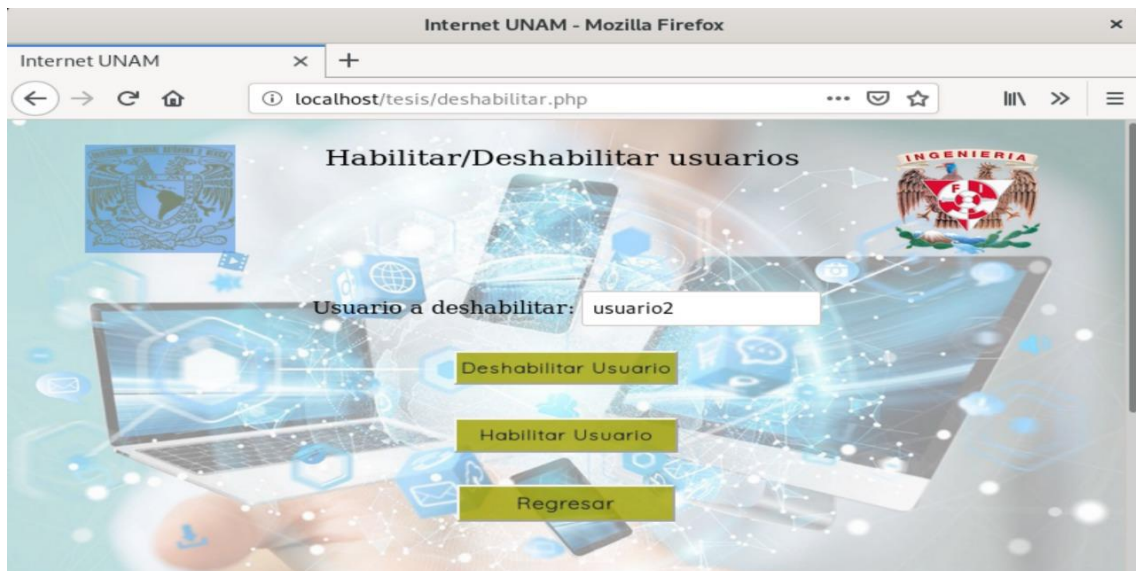 Internet UNAM - Mozilla Firefox
Internet UNAM
localhost/tesis/deshabilitar.php
Habilitar/Deshabilitar usuarios
INGENIERIA
Usuario a deshabilitar: usuario2
Deshabilitar Usuario
Habilitar Usuario
Regresar